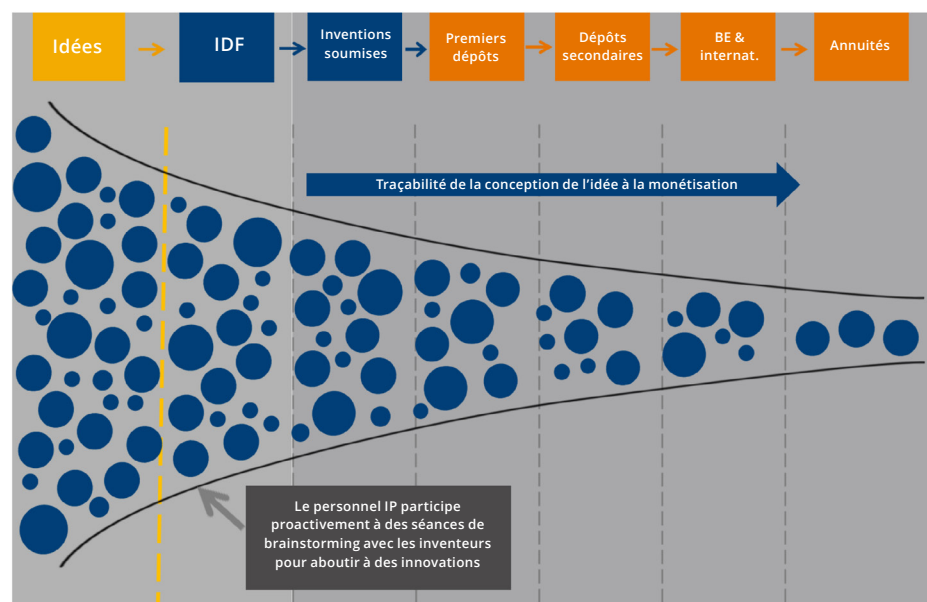 Idées
IDF
Inventions
soumises
Premiers
dépôts
Dépôts
secondaires
BE &
internat.
Annuités
Traçabilité de la conception de l'idée à la monétisation
Le personnel IP participe
proactivement à des séances de
brainstorming avec les inventeurs
pour aboutir à des innovations